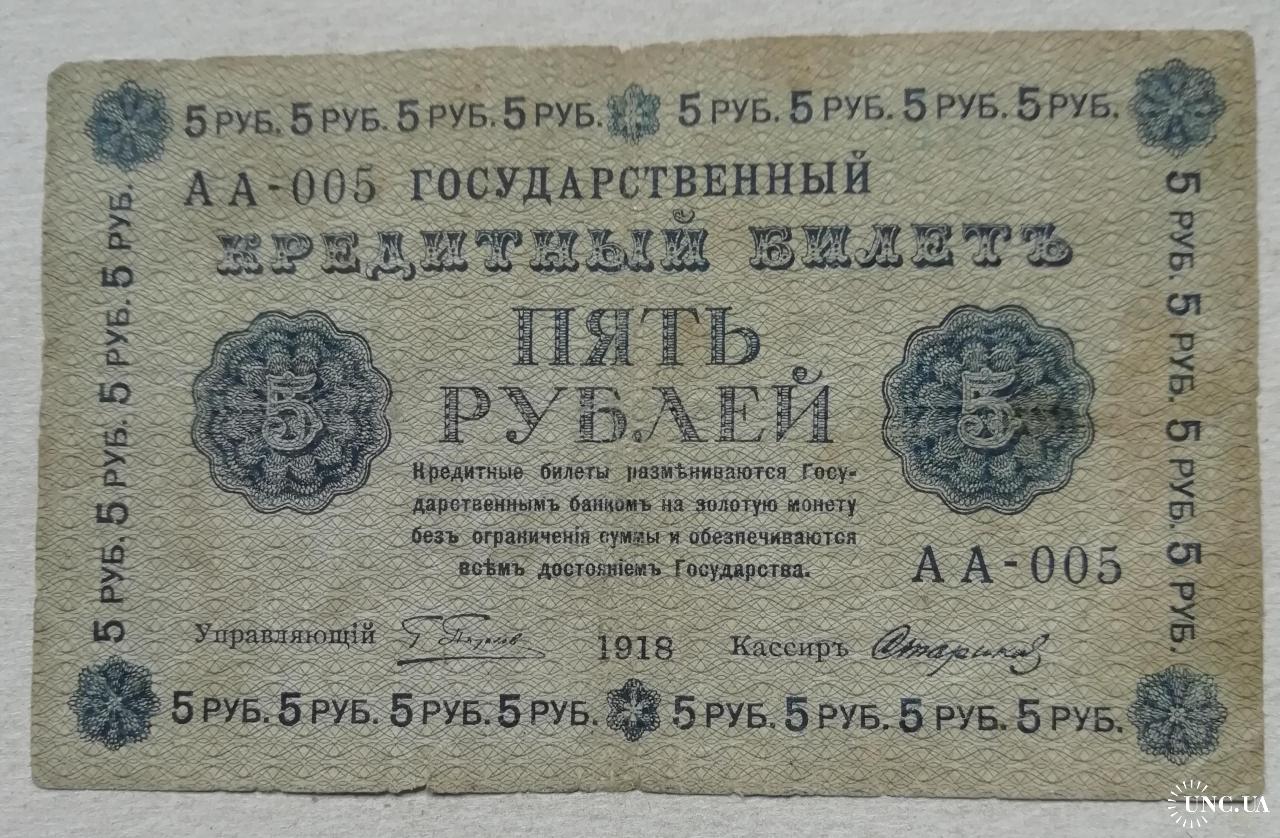 5 РУБ. 5 РУБ. 5 РУБ. 5 РУБ. 5 РУБ. 5 РУБ. 5 РУБ. 5 РУБ.
АА-005 ГОСУДАРСТВЕННЫЙ
КРЕДИТНЫЙ БИЛЕТЪ
ПЯТЬ
РУБЛЕЙ
5
5
Кредитные билеты размѣниваются Госу-
дарственнымъ банкомъ на золотую монету
безъ ограниченія суммы и обезпечиваются
всѣмъ достояніемъ Государства.
АА-005
Управляющій
1918
Кассиръ
5 РУБ. 5 РУБ. 5 РУБ. 5 РУБ.
5 РУБ. 5 РУБ. 5 РУБ. 5 РУБ.
5 РУБ. 5 РУБ. 5 РУБ. 5 РУБ. 5 РУБ. 5 РУБ. 5 РУБ. 5 РУБ.
UNC.UA